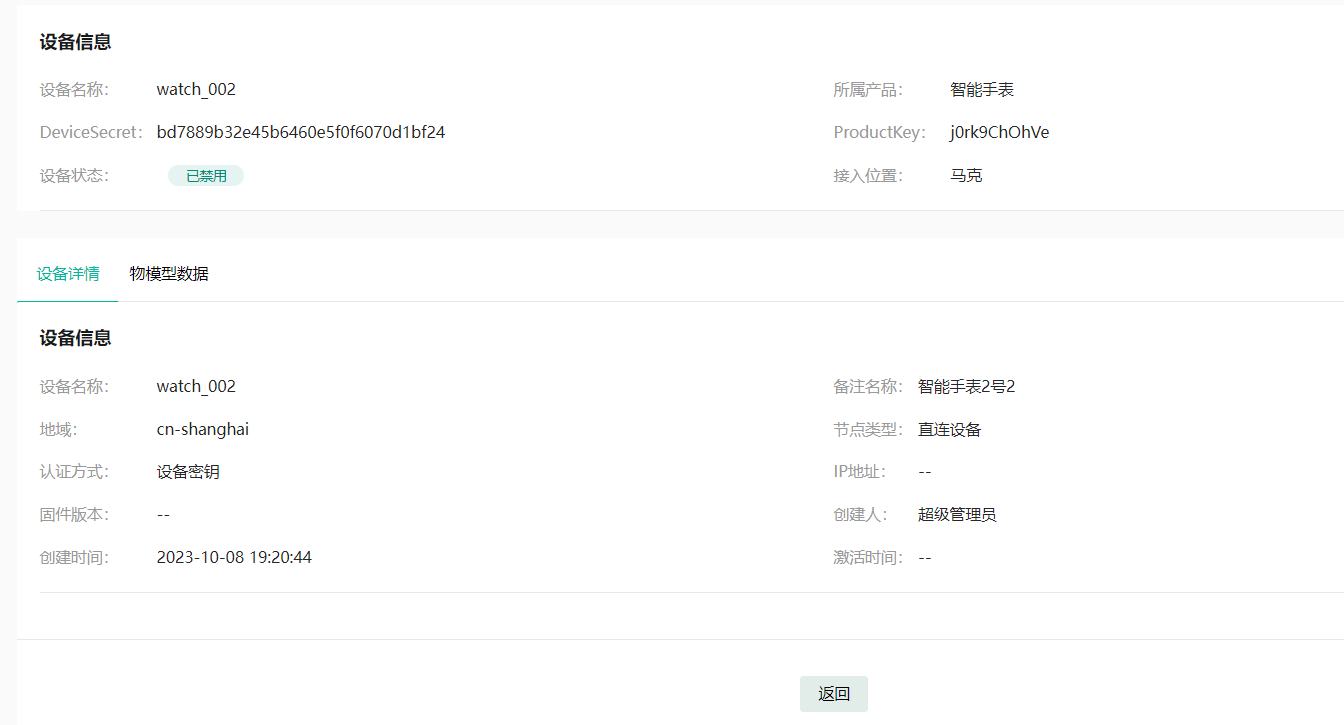 设备信息
设备名称： watch_002 所属产品： 智能手表
DeviceSecret： bd7889b32e45b6460e5f0f6070d1bf24 ProductKey： j0rk9ChOhVe
设备状态： 已禁用 接入位置： 马克
设备详情 物模型数据
设备信息
设备名称： watch_002 备注名称： 智能手表2号2
地域： cn-shanghai 节点类型： 直连设备
认证方式： 设备密钥 IP地址： --
固件版本： -- 创建人： 超级管理员
创建时间： 2023-10-08 19:20:44 激活时间： --
返回